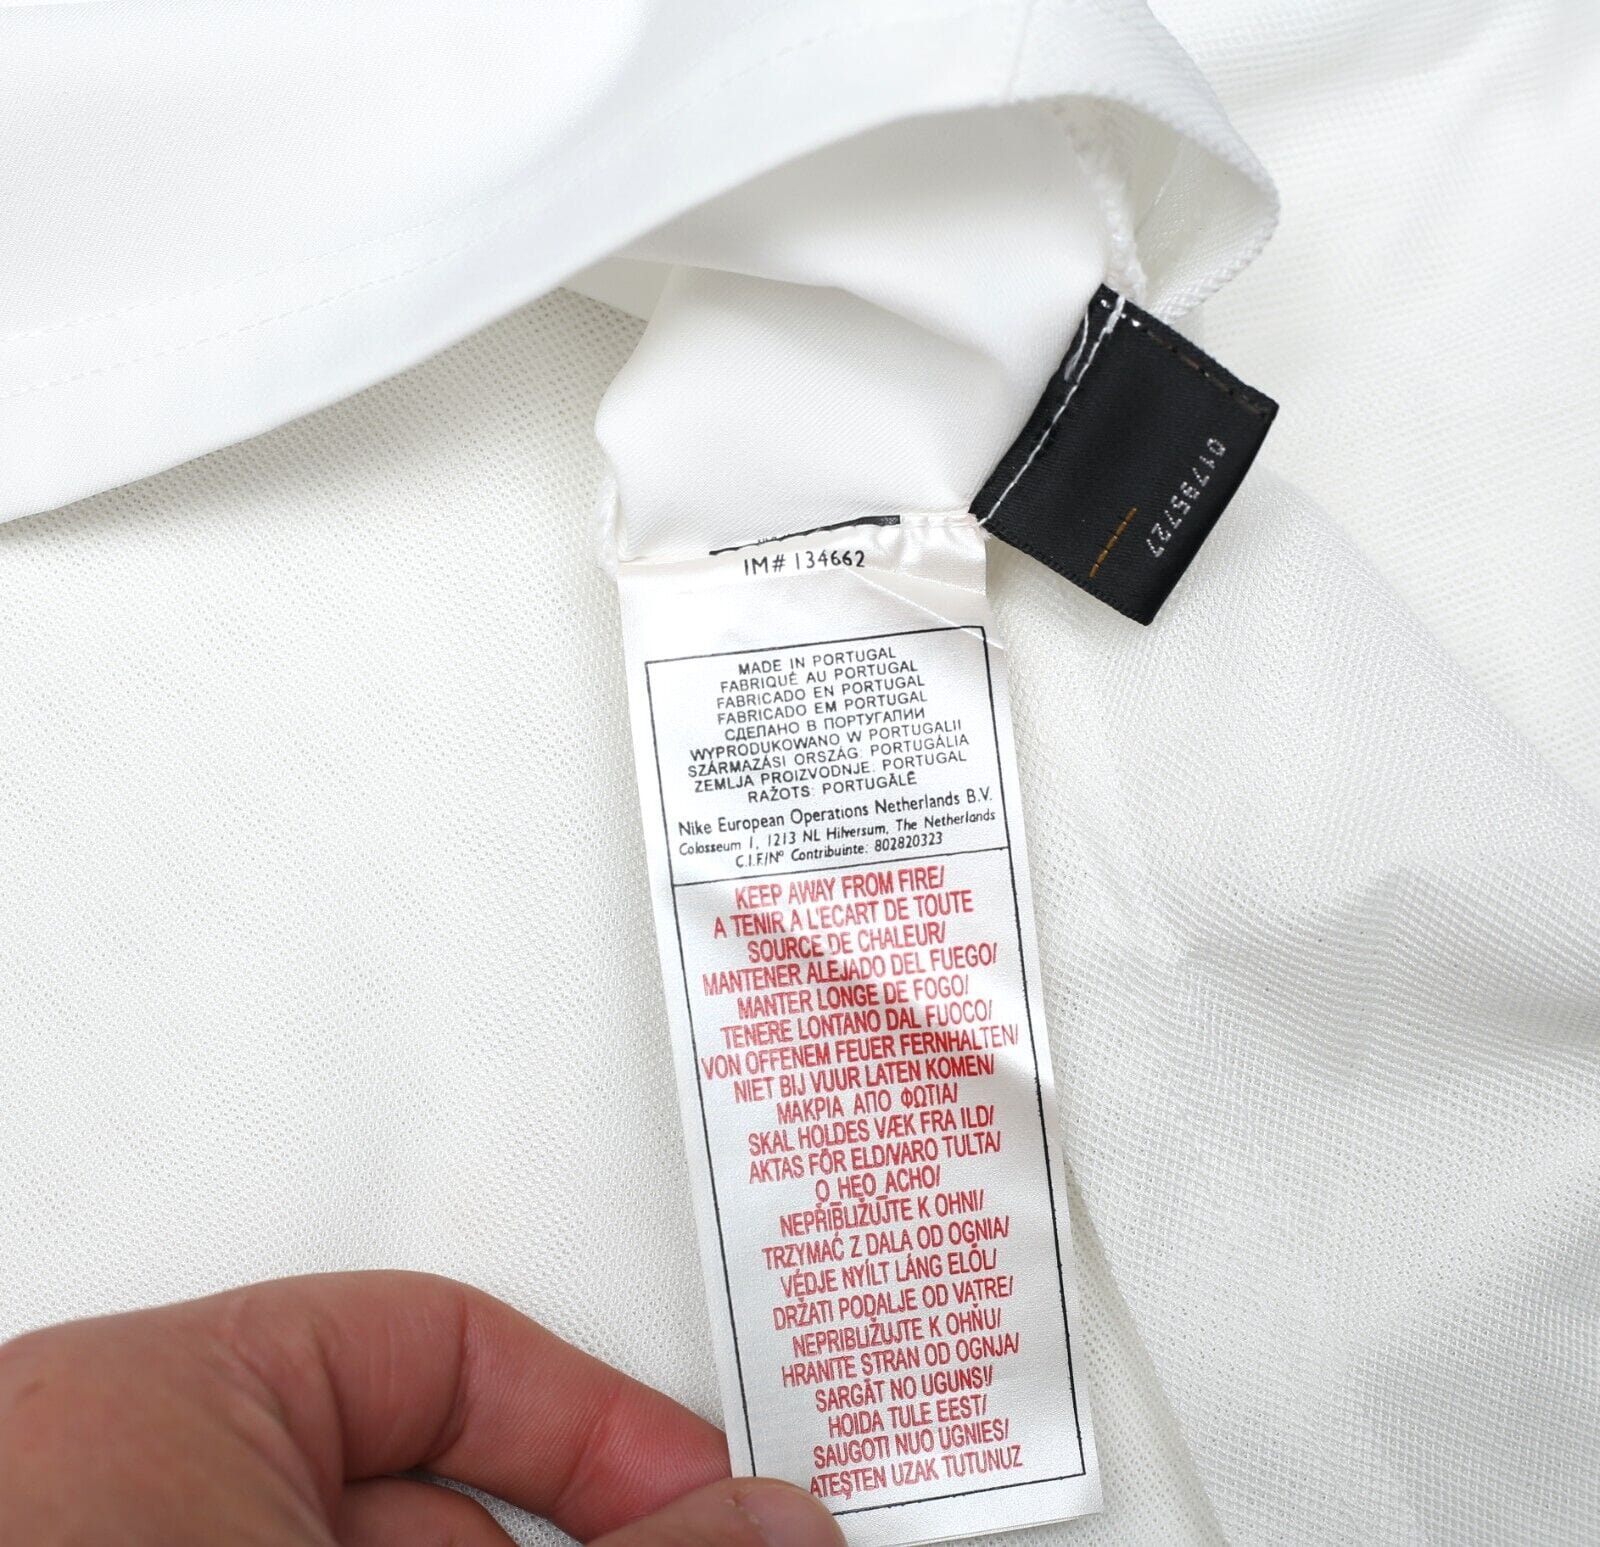 IM# 134662
MADE IN PORTUGAL
FABRIQUÉ AU PORTUGAL
FABRICADO EN PORTUGAL
FABRICADO EM PORTUGAL
СДЕЛАНО В ПОРТУГАЛИИ
WYPRODUKOWANO W PORTUGALII
SZÁRMAZÁSI ORSZÁG: PORTUGÁLIA
ZEMLJA PROIZVODNJE: PORTUGAL
RAŽOTS: PORTUGĀLĒ
Nike European Operations Netherlands B.V.
Colosseum 1, 1213 NL Hilversum, The Netherlands
C.I.F/Nº Contribuinte: 802820323
KEEP AWAY FROM FIRE/
A TENIR A L'ECART DE TOUTE
SOURCE DE CHALEUR/
MANTENER ALEJADO DEL FUEGO/
MANTER LONGE DE FOGO/
TENERE LONTANO DAL FUOCO/
VON OFFENEM FEUER FERNHALTEN/
NIET BIJ VUUR LATEN KOMEN/
ΜΑΚΡΙΑ ΑΠΟ ΦΩΤΙΑ/
SKAL HOLDES VÆK FRA ILD/
AKTAS FÖR ELD/VARO TULTA/
О_НЕО_АСНО/
NEPŘIBLIŽUJTE K OHNI/
TRZYMAĆ Z DALA OD OGNIA/
VÉDJE NYÍLT LÁNG ELŐL/
DRŽATI PODALJE OD VATRE/
NEPRIBLIŽUJTE K OHŇU/
HRANITE STRAN OD OGNJA/
SARGĀT NO UGUNS!/
HOIDA TULE EEST/
SAUGOTI NUO UGNIES/
ATEŞTEN UZAK TUTUNUZ
01795727